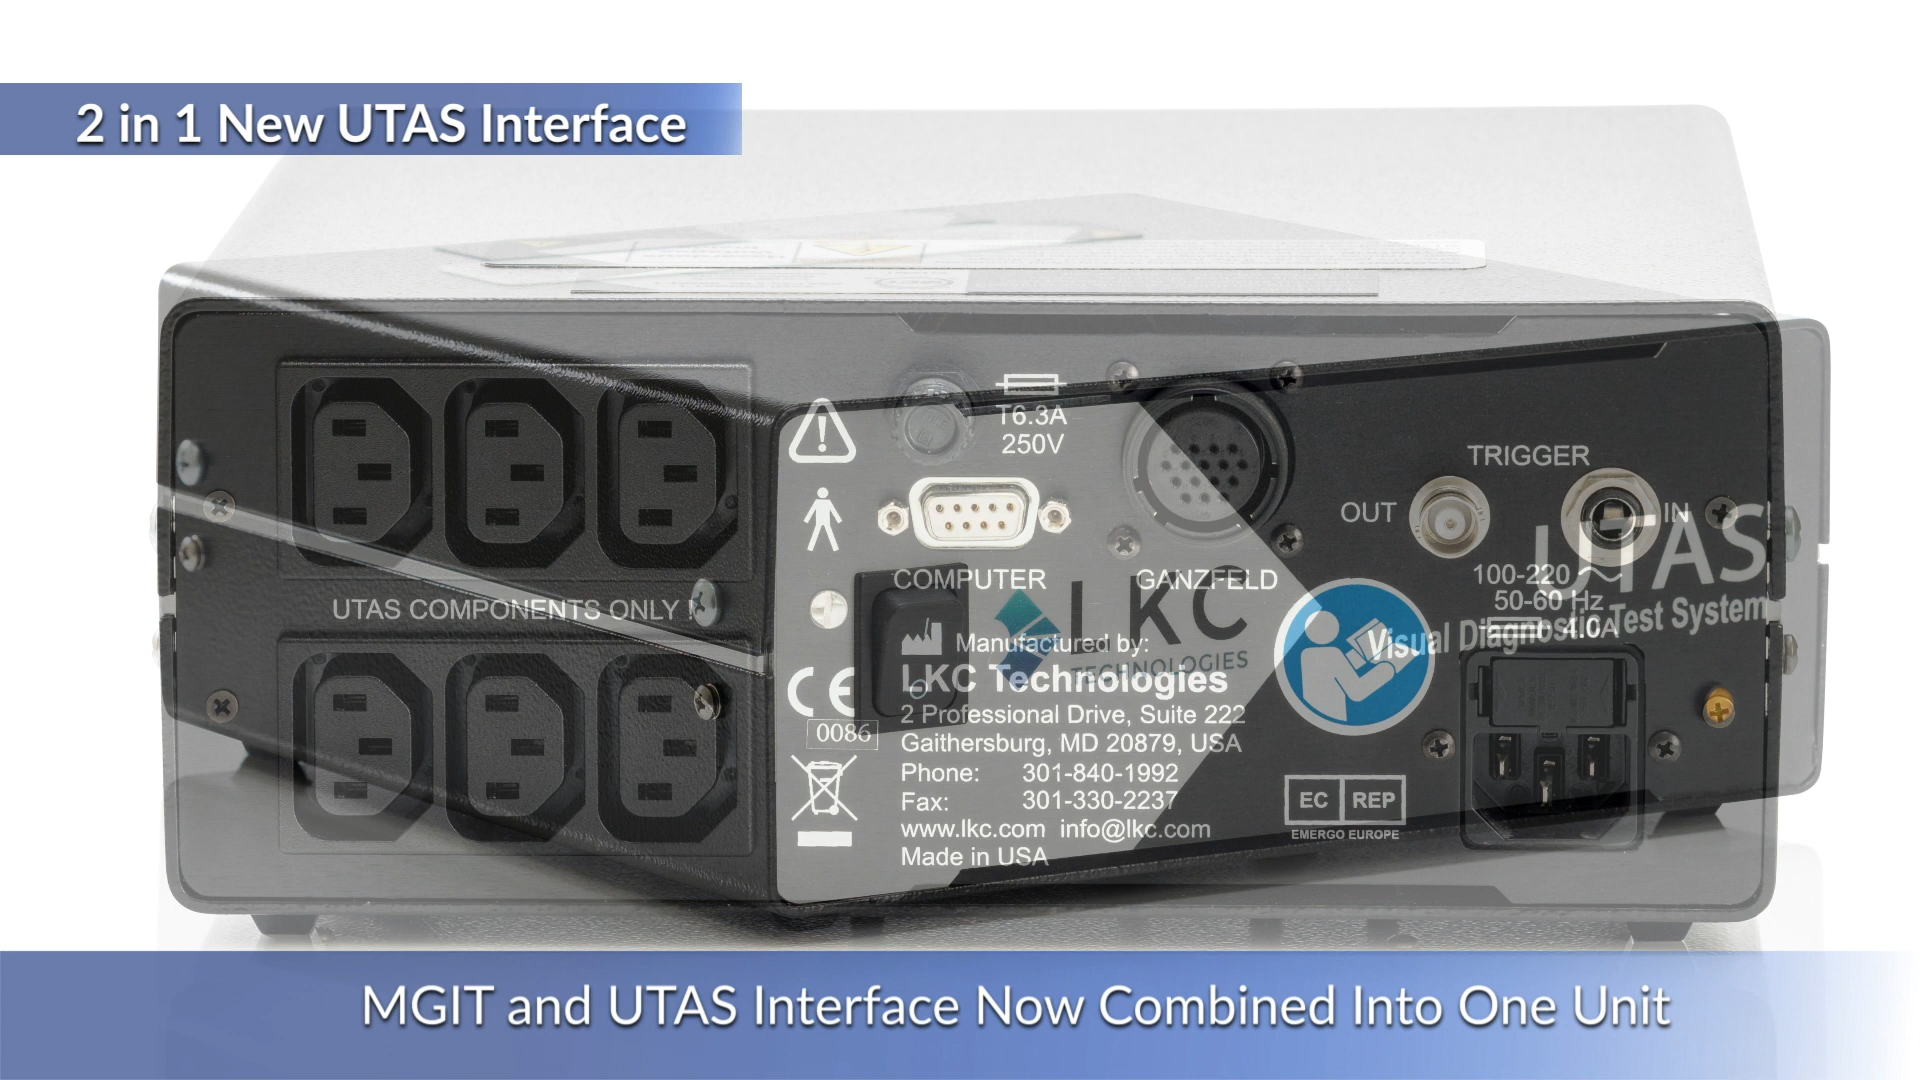 2 in 1 New UTAS Interface
T6.3A
250V
TRIGGER
OUT
IN
COMPUTER
GANZFELD
UTAS
100-220
50-60 Hz
4.0A
Visual Diagnostic Test System
UTAS COMPONENTS ONLY !
LKC
TECHNOLOGIES
Manufactured by:
LKC Technologies
2 Professional Drive, Suite 222
Gaithersburg, MD 20879, USA
Phone: 301-840-1992
Fax: 301-330-2237
www.lkc.com info@lkc.com
Made in USA
CE
0086
EC REP
EMERGO EUROPE
MGIT and UTAS Interface Now Combined Into One Unit